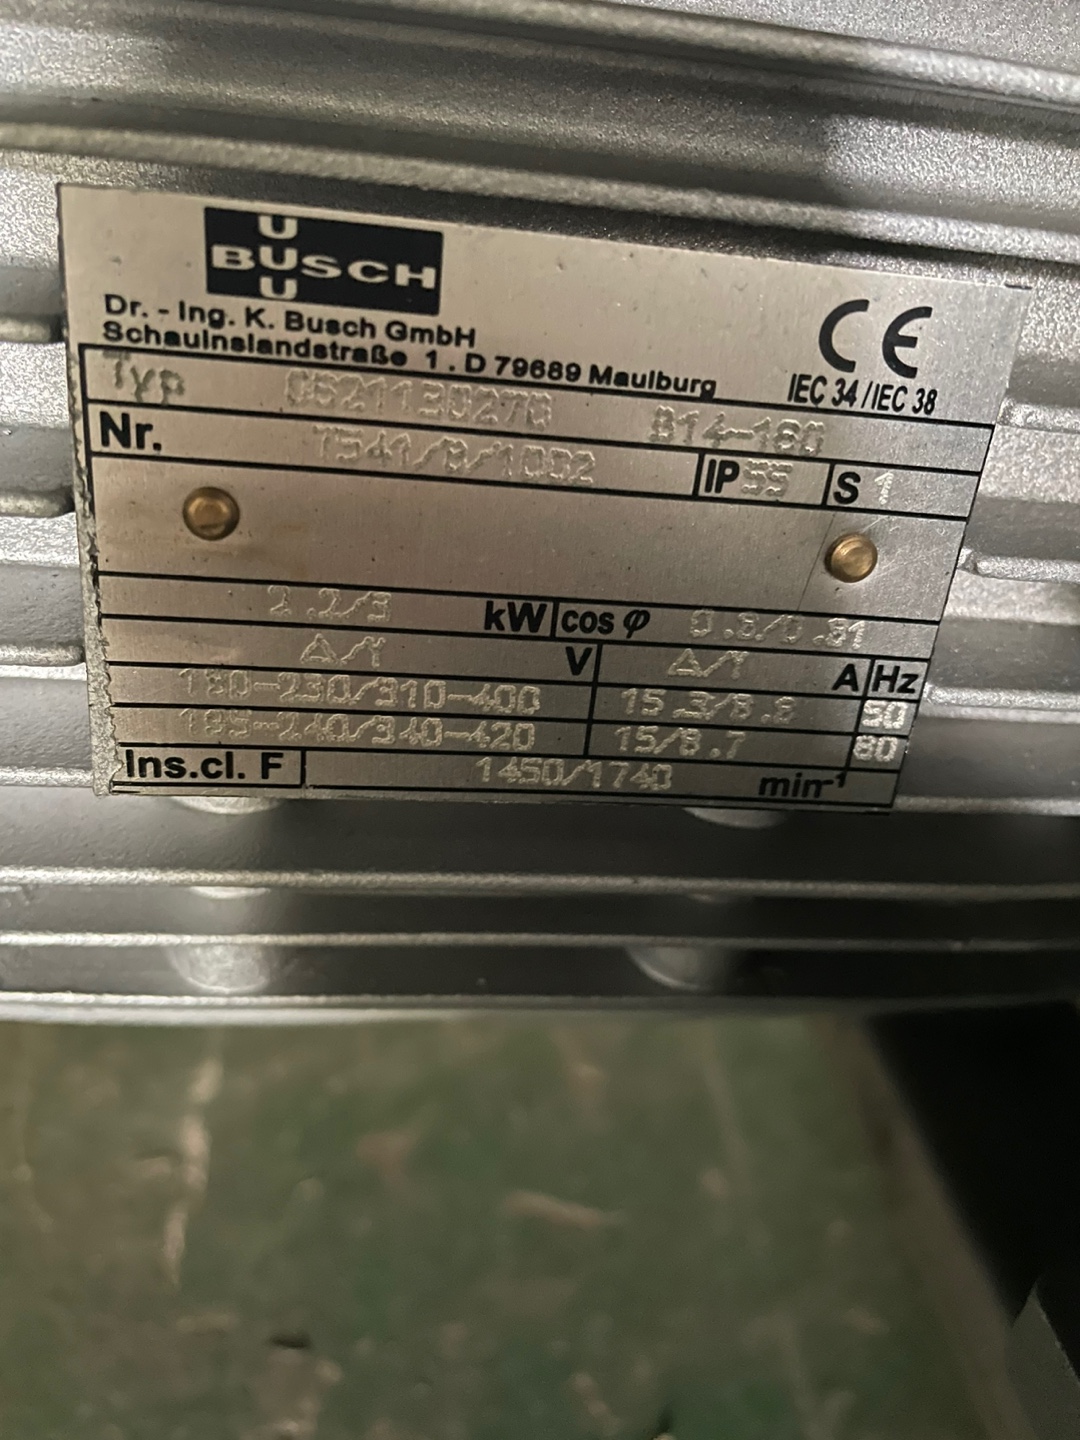 BUSCH
Dr. - Ing. K. Busch GmbH
Schauinslandstraße 1 . D 79689 Maulburg
CE
IEC 34 / IEC 38
Typ 0521130270 B14-160
Nr. 7541/B/1002 IP 55 S 1
2.2/3 kW cos φ 0.8/0.81
Δ/Y V Δ/Y A Hz
180-230/310-400 15.3/8.8 50
195-240/340-420 15/8.7 60
Ins.cl. F 1450/1740 min-1